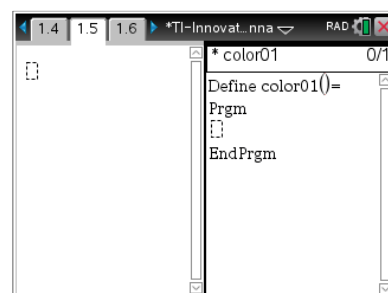 1.4 1.5 1.6 *TI-Innovat…nna RAD
* color01 0/1
Define color01()=
Prgm
EndPrgm